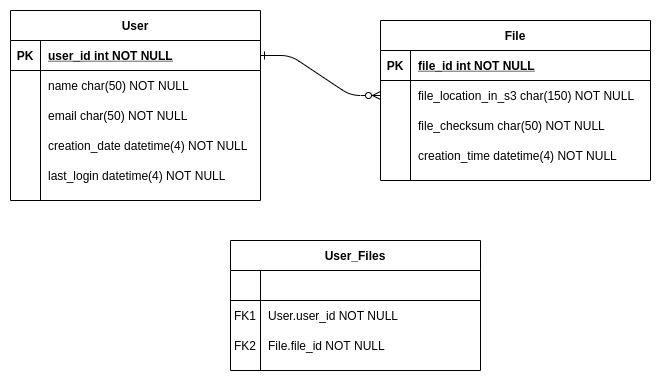 User
PK user_id int NOT NULL
name char(50) NOT NULL
email char(50) NOT NULL
creation_date datetime(4) NOT NULL
last_login datetime(4) NOT NULL
File
PK file_id int NOT NULL
file_location_in_s3 char(150) NOT NULL
file_checksum char(50) NOT NULL
creation_time datetime(4) NOT NULL
User_Files
FK1 User.user_id NOT NULL
FK2 File.file_id NOT NULL